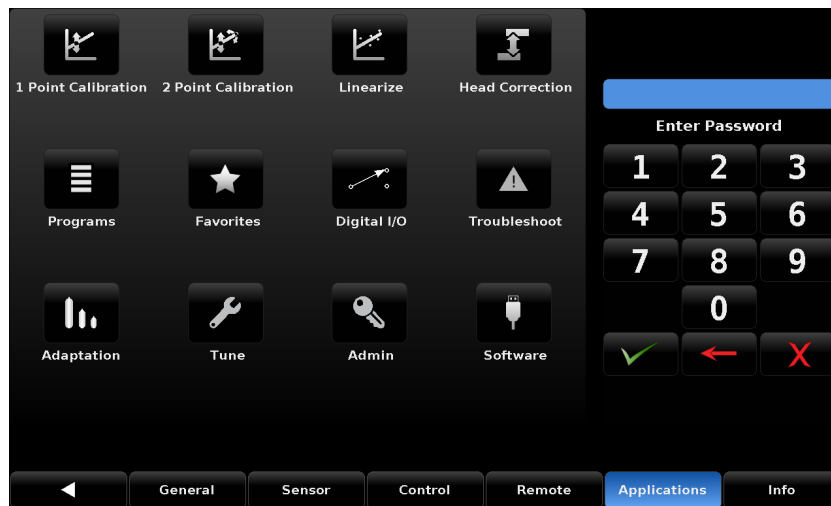 1 Point Calibration 2 Point Calibration Linearize Head Correction
Enter Password
1 2 3
Programs Favorites Digital I/O Troubleshoot
4 5 6
7 8 9
0
Adaptation Tune Admin Software
General Sensor Control Remote Applications Info